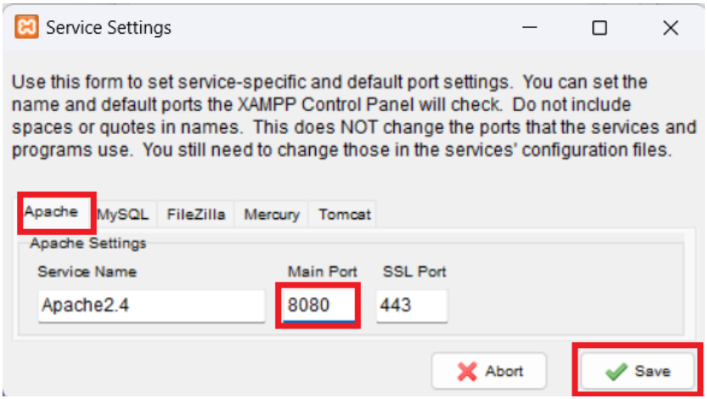 Service Settings
Use this form to set service-specific and default port settings.  You can set the
name and default ports the XAMPP Control Panel will check.  Do not include
spaces or quotes in names.  This does NOT change the ports that the services and
programs use.  You still need to change those in the services' configuration files.
Apache MySQL FileZilla Mercury Tomcat
Apache Settings
Service Name Main Port SSL Port
Apache2.4 8080 443
Abort Save